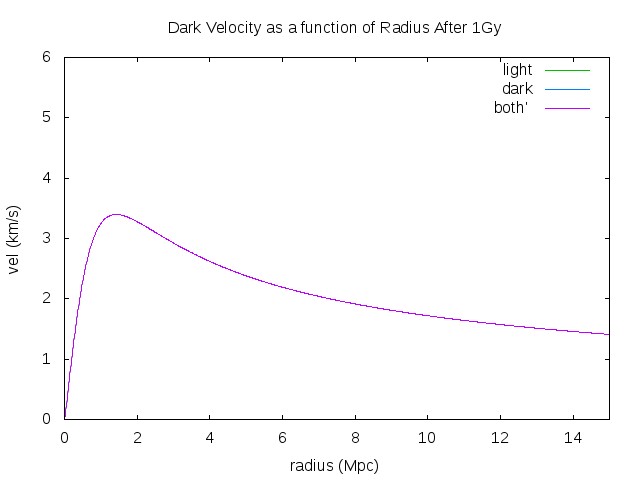 Dark Velocity as a function of Radius After 1Gy
6
light
dark
5
both'
4
vel (km/s)
3
2
1
0
0 2 4 6 8 10 12 14
radius (Mpc)